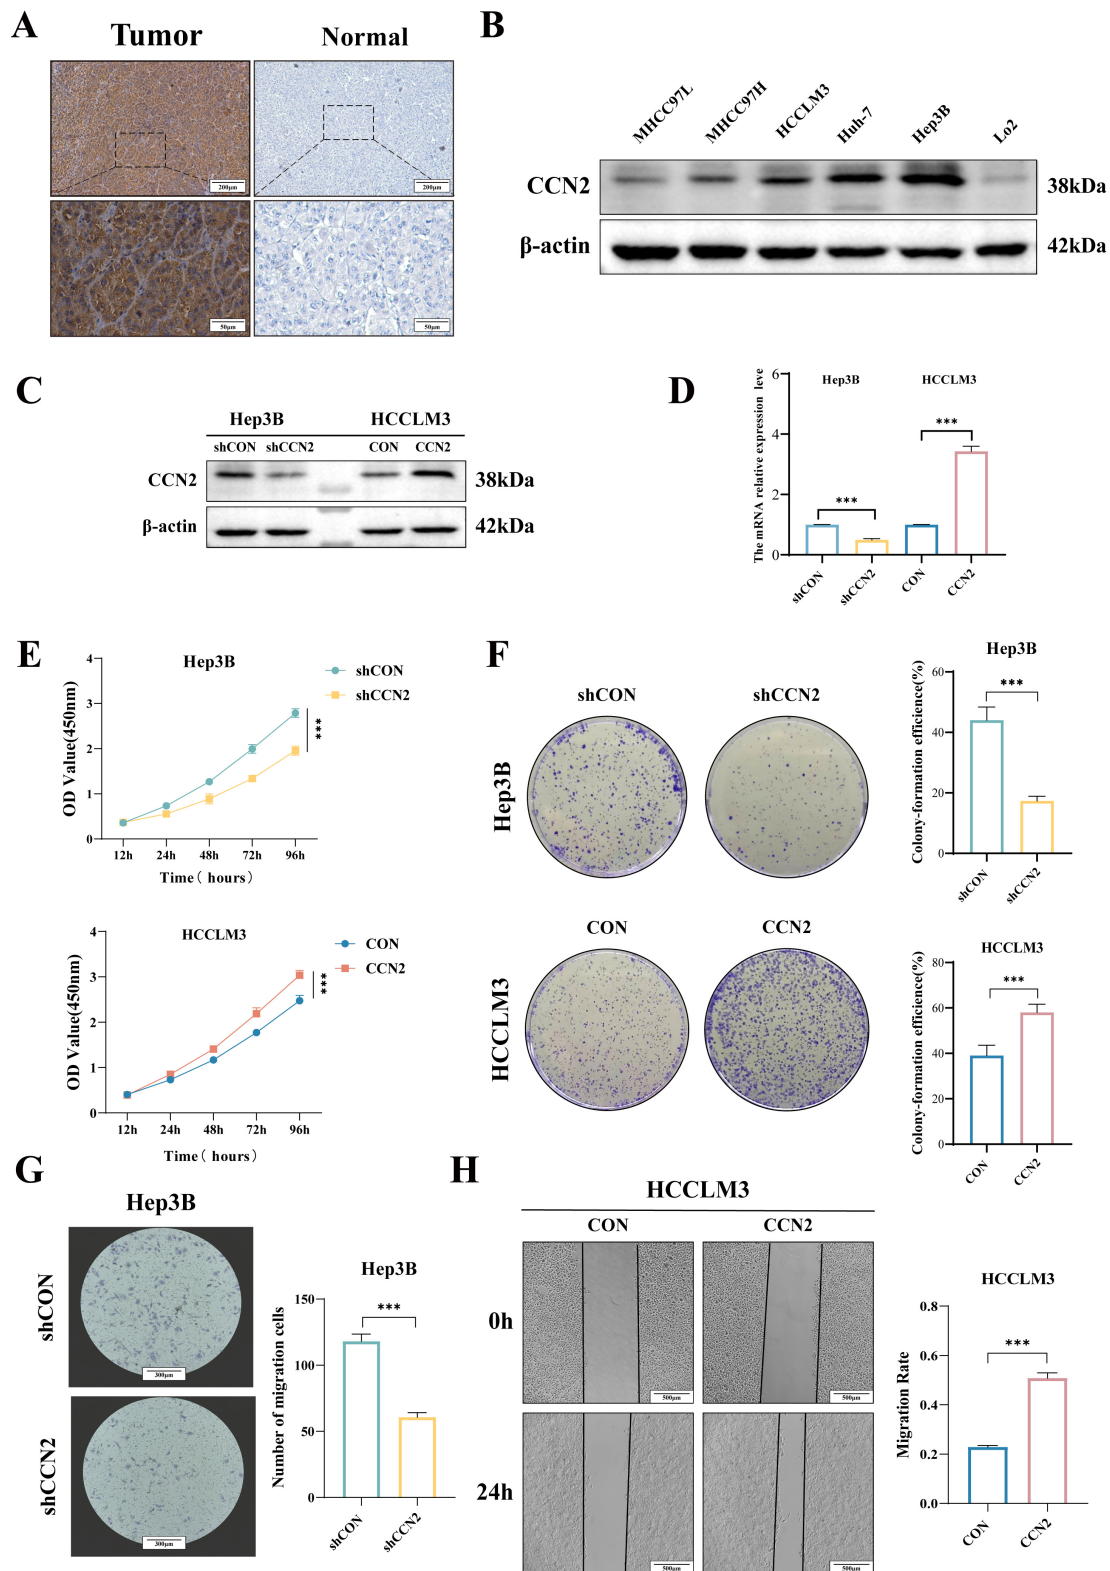 A
Tumor
Normal
200μm
200μm
50μm
50μm
B
MHCC97L
MHCC97H
HCCLM3
Huh-7
Hep3B
Lo2
CCN2
38kDa
β-actin
42kDa
C
Hep3B
HCCLM3
shCON
shCCN2
CON
CCN2
CCN2
38kDa
β-actin
42kDa
D
The mRNA relative expression leve
6
4
2
0
Hep3B
HCCLM3
***
***
shCON
shCCN2
CON
CCN2
E
Hep3B
OD Value(450nm)
4
3
2
1
0
shCON
shCCN2
***
12h
24h
48h
72h
96h
Time( hours)
HCCLM3
OD Value(450nm)
4
3
2
1
0
CON
CCN2
***
12h
24h
48h
72h
96h
Time( hours)
F
shCON
shCCN2
Hep3B
Hep3B
Colony-formation efficience(%)
60
40
20
0
***
shCON
shCCN2
CON
CCN2
HCCLM3
HCCLM3
Colony-formation efficience(%)
80
60
40
20
0
***
CON
CCN2
G
Hep3B
shCON
300μm
shCCN2
300μm
Hep3B
Number of migration cells
150
100
50
0
***
shCON
shCCN2
H
HCCLM3
CON
CCN2
0h
500μm
500μm
24h
500μm
500μm
HCCLM3
Migration Rate
0.8
0.6
0.4
0.2
0.0
***
CON
CCN2